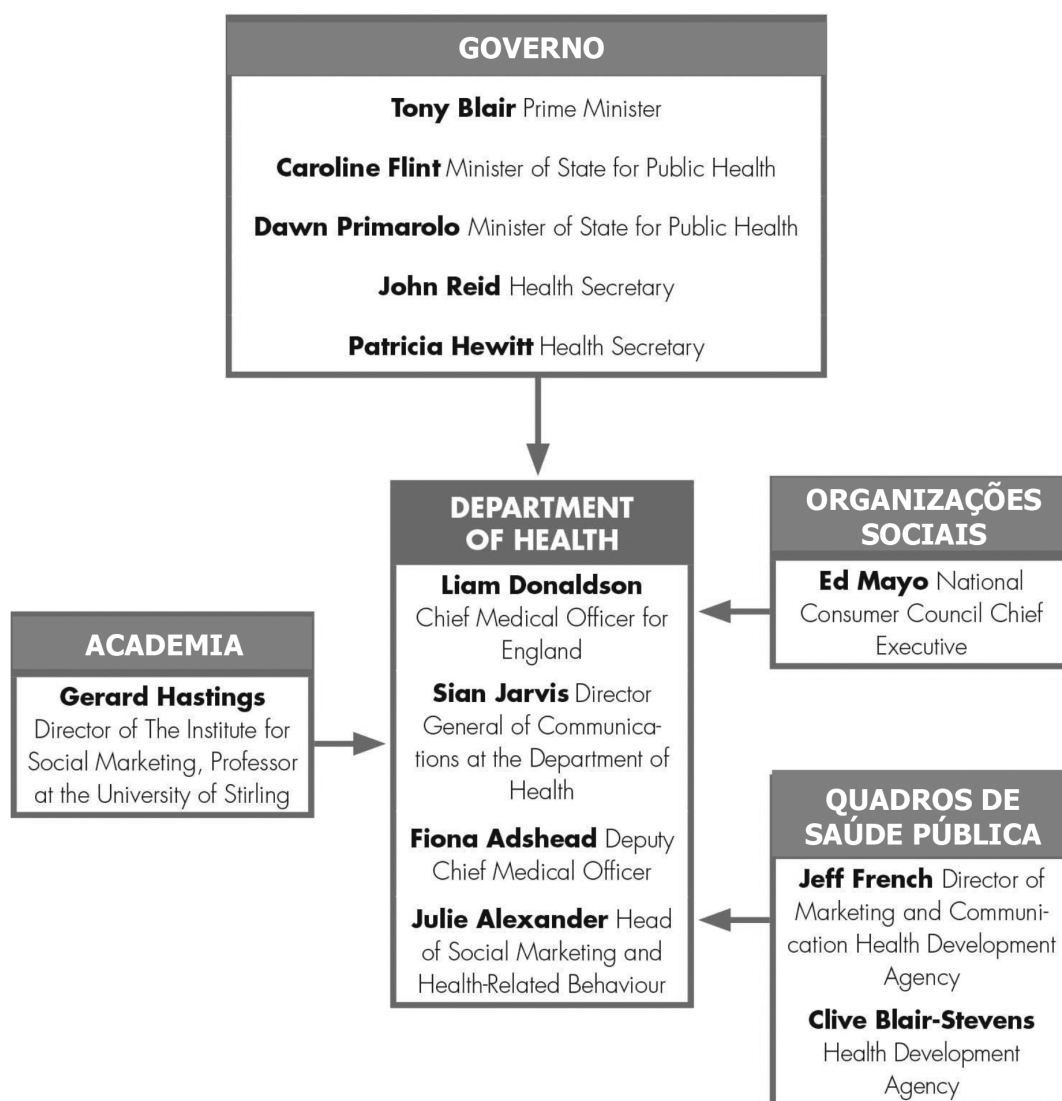 GOVERNO
Tony Blair Prime Minister
Caroline Flint Minister of State for Public Health
Dawn Primarolo Minister of State for Public Health
John Reid Health Secretary
Patricia Hewitt Health Secretary
DEPARTMENT
OF HEALTH
Liam Donaldson
Chief Medical Officer for
England
Sian Jarvis Director
General of Communica-
tions at the Department of
Health
Fiona Adshead Deputy
Chief Medical Officer
Julie Alexander Head
of Social Marketing and
Health-Related Behaviour
ORGANIZAÇÕES
SOCIAIS
Ed Mayo National
Consumer Council Chief
Executive
ACADEMIA
Gerard Hastings
Director of The Institute for
Social Marketing, Professor
at the University of Stirling
QUADROS DE
SAÚDE PÚBLICA
Jeff French Director of
Marketing and Communi-
cation Health Development
Agency
Clive Blair-Stevens
Health Development
Agency